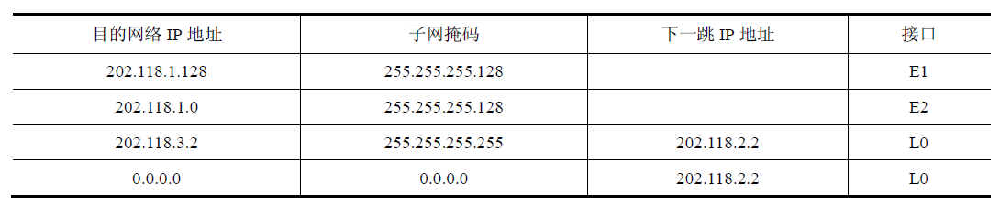 目的网络 IP 地址 子网掩码 下一跳 IP 地址 接口
202.118.1.128 255.255.255.128 E1
202.118.1.0 255.255.255.128 E2
202.118.3.2 255.255.255.255 202.118.2.2 L0
0.0.0.0 0.0.0.0 202.118.2.2 L0